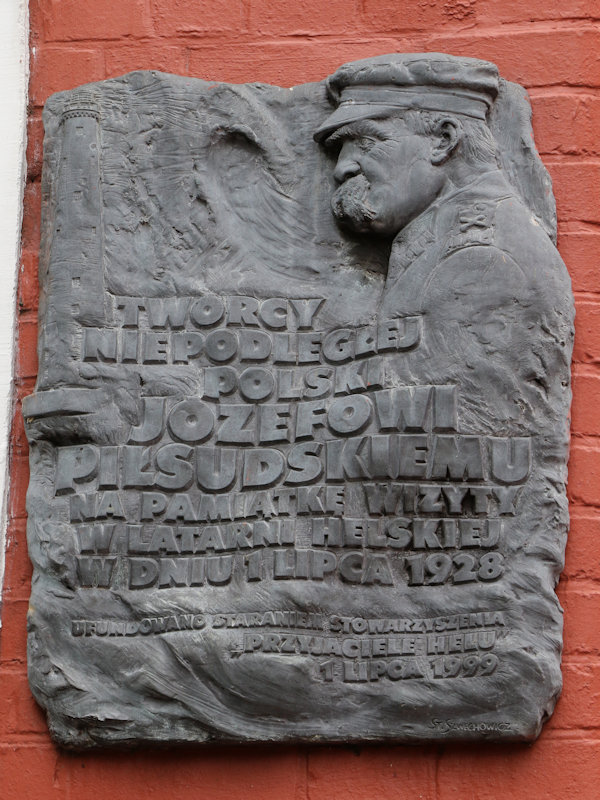 TWÓRCY
NIEPODLEGŁEJ
POLSKI
JÓZEFOWI
PIŁSUDSKIEMU
NA PAMIĄTKĘ WIZYTY
W LATARNI HELSKIEJ
W DNIU 1 LIPCA 1928
UFUNDOWANO STARANIEM STOWARZYSZENIA
„PRZYJACIELE HELU”
1 LIPCA 1999